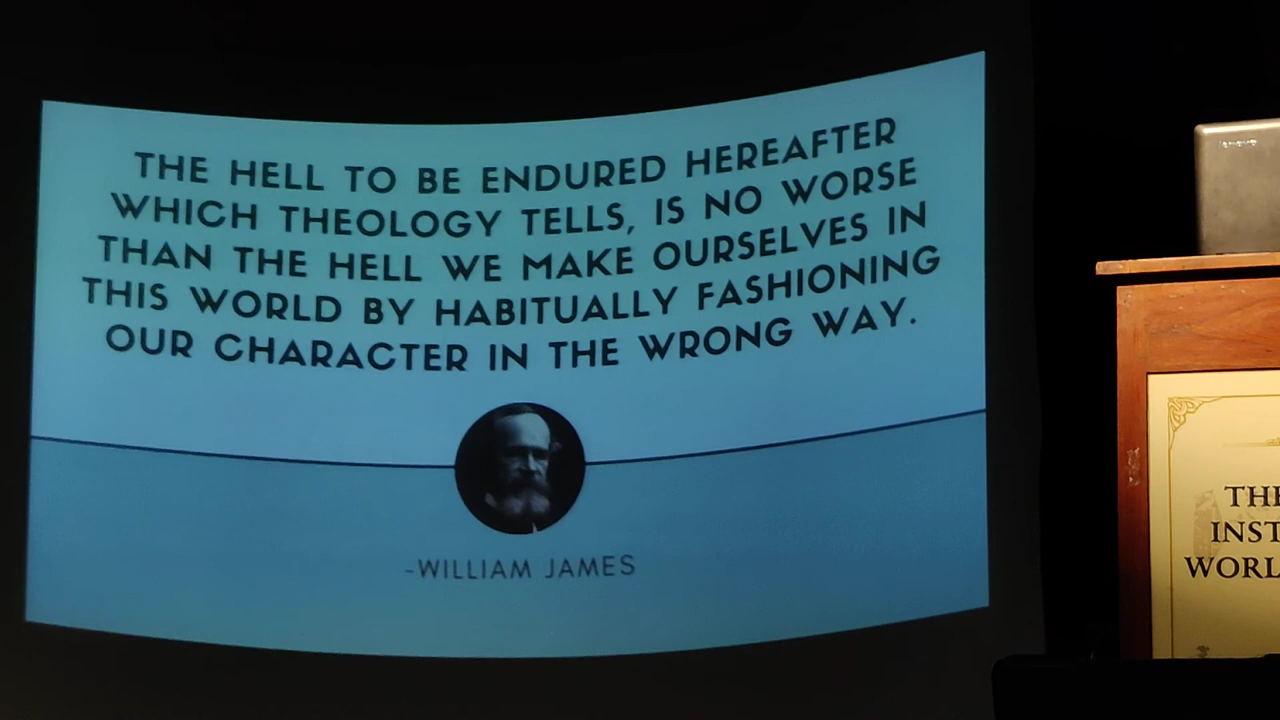 THE HELL TO BE ENDURED HEREAFTER
WHICH THEOLOGY TELLS, IS NO WORSE
THAN THE HELL WE MAKE OURSELVES IN
THIS WORLD BY HABITUALLY FASHIONING
OUR CHARACTER IN THE WRONG WAY.
-WILLIAM JAMES
lenovo
THE
INST
WORL